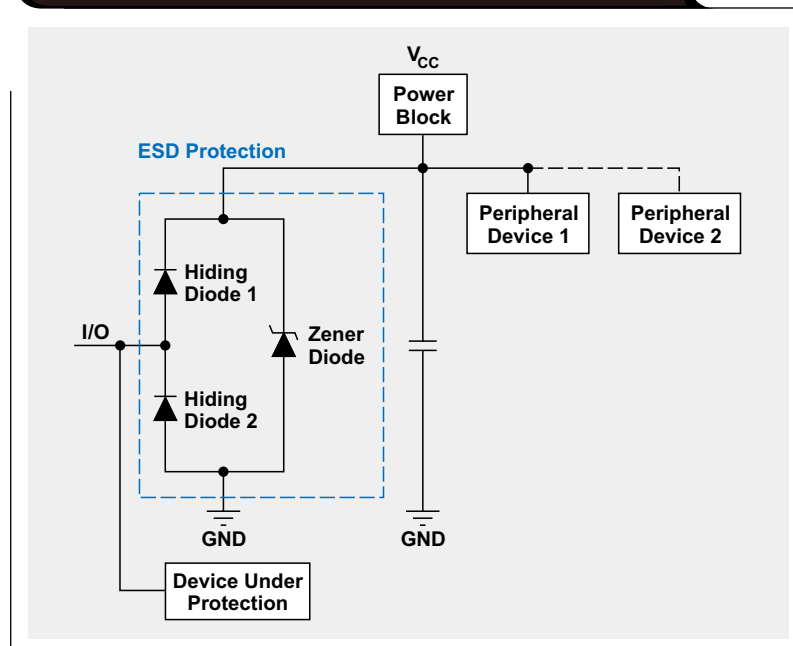 V_CC
Power
Block
ESD Protection
Peripheral
Device 1
Peripheral
Device 2
Hiding
Diode 1
I/O
Zener
Diode
Hiding
Diode 2
GND
GND
Device Under
Protection